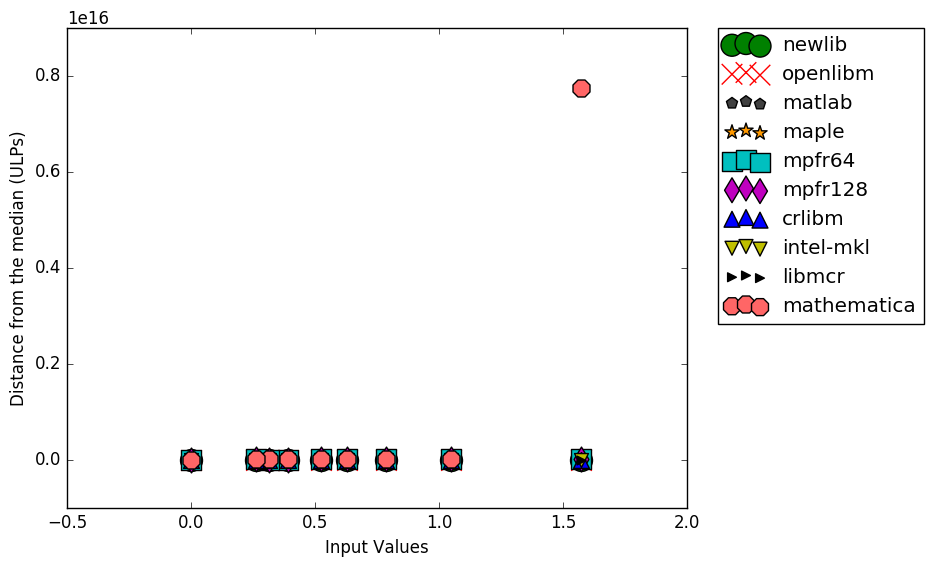 1e16
0.8
0.6
0.4
0.2
0.0
Distance from the median (ULPs)
−0.5 0.0 0.5 1.0 1.5 2.0
Input Values
newlib
openlibm
matlab
maple
mpfr64
mpfr128
crlibm
intel-mkl
libmcr
mathematica